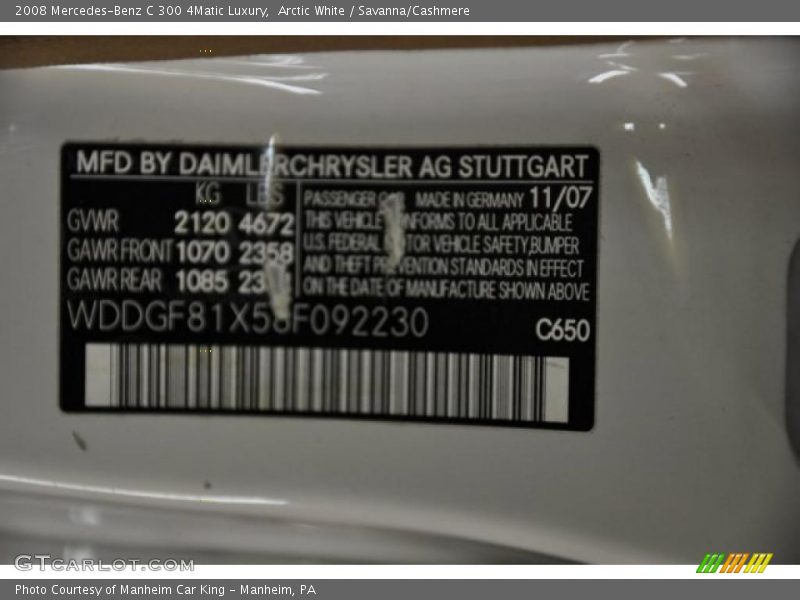 2008 Mercedes-Benz C 300 4Matic Luxury,  Arctic White / Savanna/Cashmere
MFD BY DAIMLERCHRYSLER AG STUTTGART
KG LBS
GVWR 2120 4672
GAWR FRONT 1070 2358
GAWR REAR 1085
PASSENGER MADE IN GERMANY 11/07
THIS VEHICLE CONFORMS TO ALL APPLICABLE
U.S. FEDERAL MOTOR VEHICLE SAFETY,BUMPER
AND THEFT PREVENTION STANDARDS IN EFFECT
ON THE DATE OF MANUFACTURE SHOWN ABOVE
WDDGF81X58F092230
C650
GTCARLOT.COM
Photo Courtesy of Manheim Car King - Manheim, PA